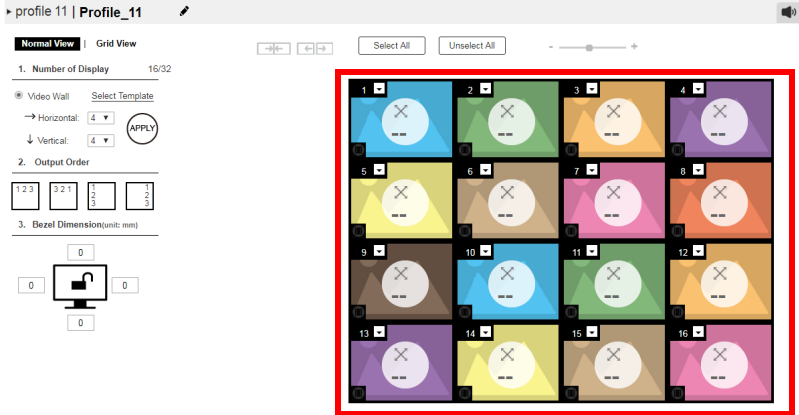 ▸ profile 11 | Profile_11
Normal View | Grid View
Select All
Unselect All
- +
1. Number of Display 16/32
Video Wall Select Template
→ Horizontal: 4 ▼
↓ Vertical: 4 ▼
APPLY
2. Output Order
1 2 3
3 2 1
1
2
3
1
2
3
3. Bezel Dimension(unit: mm)
0
0
0
0
1 2 3 4
-- -- -- --
5 6 7 8
-- -- -- --
9 10 11 12
-- -- -- --
13 14 15 16
-- -- -- --